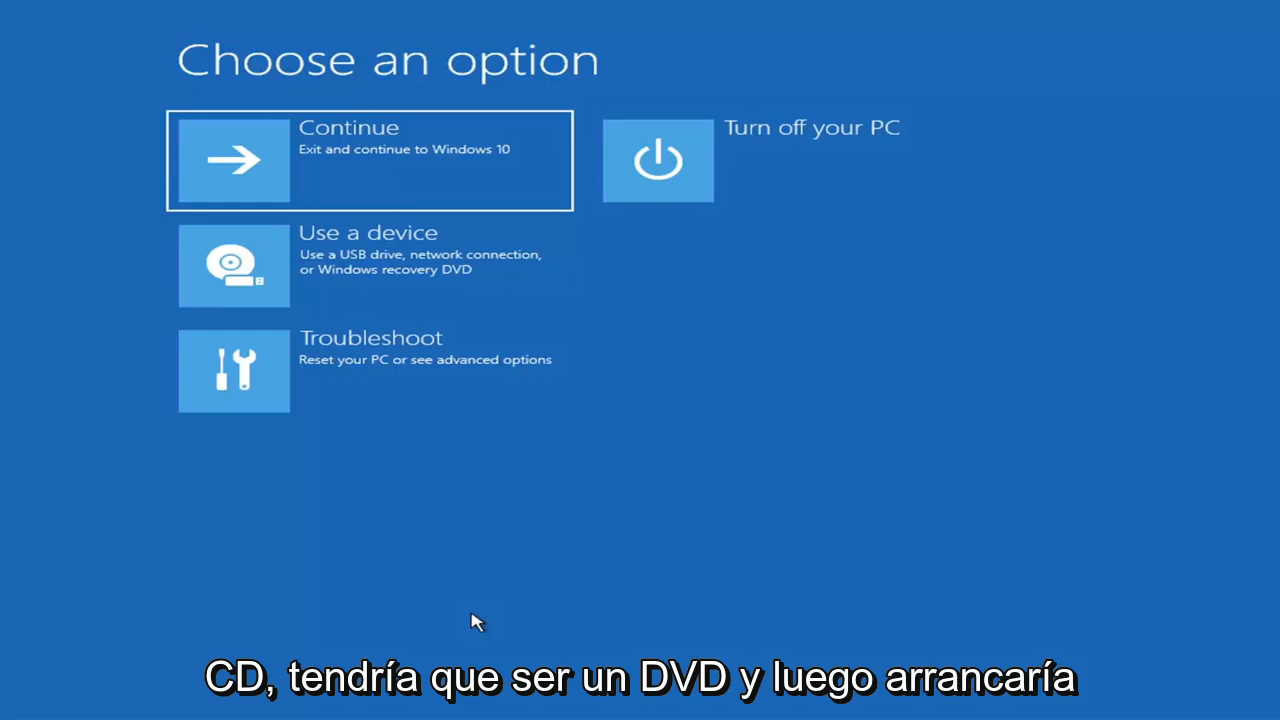 Choose an option
Continue
Exit and continue to Windows 10
Turn off your PC
Use a device
Use a USB drive, network connection,
or Windows recovery DVD
Troubleshoot
Reset your PC or see advanced options
CD, tendría que ser un DVD y luego arrancaría